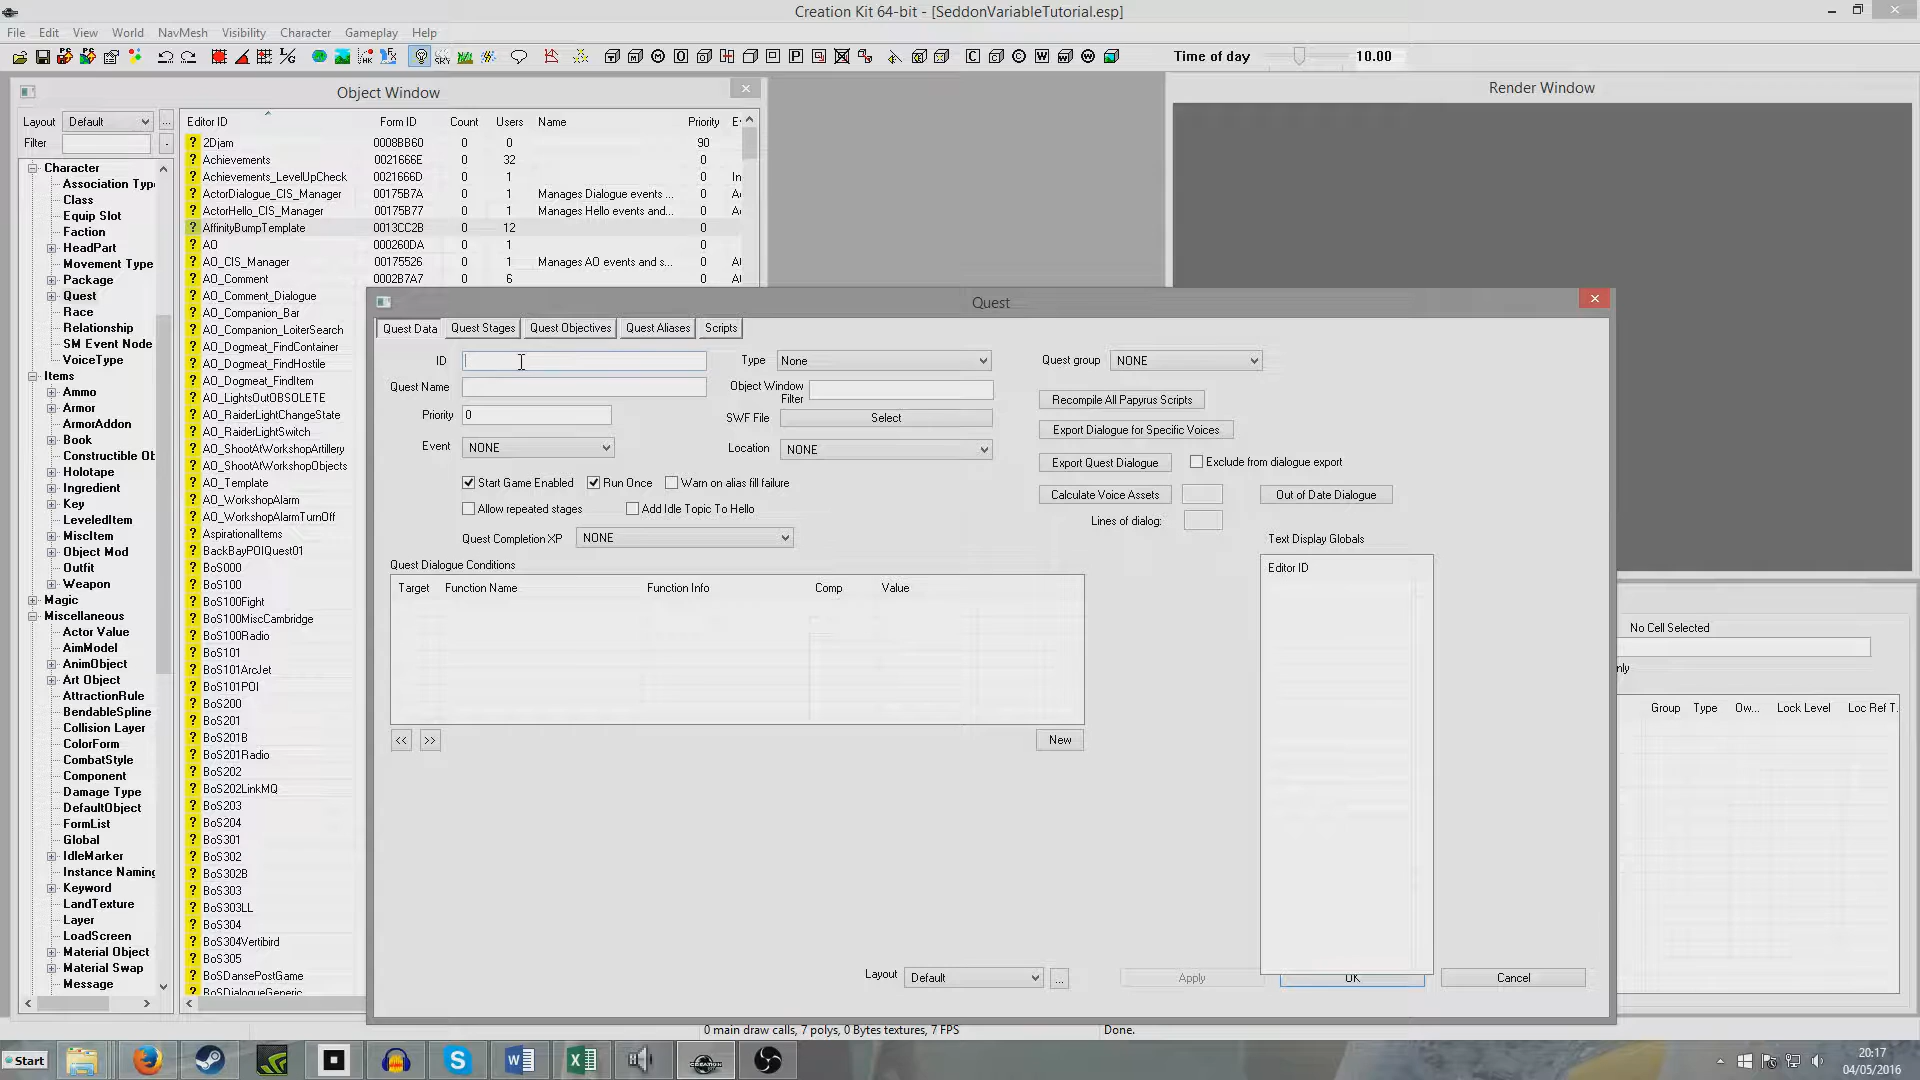 Creation Kit 64-bit - [SeddonVariableTutorial.esp]
File Edit View World NavMesh Visibility Character Gameplay Help
Time of day 10.00
Object Window
Render Window
Layout Default ...
Filter
Character
Association Type
Class
Equip Slot
Faction
HeadPart
Movement Type
Package
Quest
Race
Relationship
SM Event Node
VoiceType
Items
Ammo
Armor
ArmorAddon
Book
Constructible Ob
Flora
Holotape
Ingredient
Key
LeveledItem
MiscItem
Object Mod
Outfit
Weapon
Magic
Miscellaneous
Actor Value
AimModel
AnimObject
Art Object
AttractionRule
BendableSpline
Collision Layer
ColorForm
CombatStyle
Component
Damage Type
DefaultObject
FormList
Global
IdleMarker
Instance Naming
Keyword
LandTexture
Layer
LoadScreen
Material Object
Material Swap
Message
Editor ID Form ID Count Users Name Priority E
2Djam 0008BB60 0 0 90
Achievements 0021666E 0 32 0
Achievements_LevelUpCheck 0021666D 0 1 0 In
ActorDialogue_CIS_Manager 00175B7A 0 1 Manages Dialogue events ... 0
ActorHello_CIS_Manager 00175B77 0 1 Manages Hello events and... 0
AffinityBumpTemplate 0013CC2B 0 12 0
AO 000260DA 0 1 0
AO_CIS_Manager 00175526 0 1 Manages AO events and s... 0
AO_Comment 0002B7A7 0 6 0
AO_Comment_Dialogue
AO_Companion_Bar
AO_Companion_LoiterSearch
AO_Dogmeat_FindContainer
AO_Dogmeat_FindHostile
AO_Dogmeat_FindItem
AO_LightsOutOBSOLETE
AO_RaiderLightChangeState
AO_RaiderLightSwitch
AO_ShootAtWorkshopArtillery
AO_ShootAtWorkshopObjects
AO_Template
AO_WorkshopAlarm
AO_WorkshopAlarmTurnOff
AspirationalItems
BackBayPOIQuest01
BoS000
BoS100
BoS100Fight
BoS100MiscCambridge
BoS100Radio
BoS101
BoS101ArcJet
BoS101POI
BoS200
BoS201
BoS201B
BoS201Radio
BoS202
BoS202LinkMQ
BoS203
BoS204
BoS301
BoS302
BoS302B
BoS303
BoS303LL
BoS304
BoS304Vertibird
BoS305
BoSDansePostGame
BoSDialogueGeneric
Quest
Quest Data Quest Stages Quest Objectives Quest Aliases Scripts
ID Type None Quest group NONE
Quest Name Object Window Filter
Priority 0 SWF File Select
Event NONE Location NONE
Recompile All Papyrus Scripts
Export Dialogue for Specific Voices
Export Quest Dialogue Exclude from dialogue export
Calculate Voice Assets Out of Date Dialogue
Lines of dialog:
Start Game Enabled Run Once Warn on alias fill failure
Allow repeated stages Add Idle Topic To Hello
Quest Completion XP NONE
Text Display Globals
Editor ID
Quest Dialogue Conditions
Target Function Name Function Info Comp Value
<< >> New
Layout Default ... Apply OK Cancel
No Cell Selected
nly
Group Type Ow... Lock Level Loc Ref T.
0 main draw calls, 7 polys, 0 Bytes textures, 7 FPS Done.
Start
20:17
04/05/2016